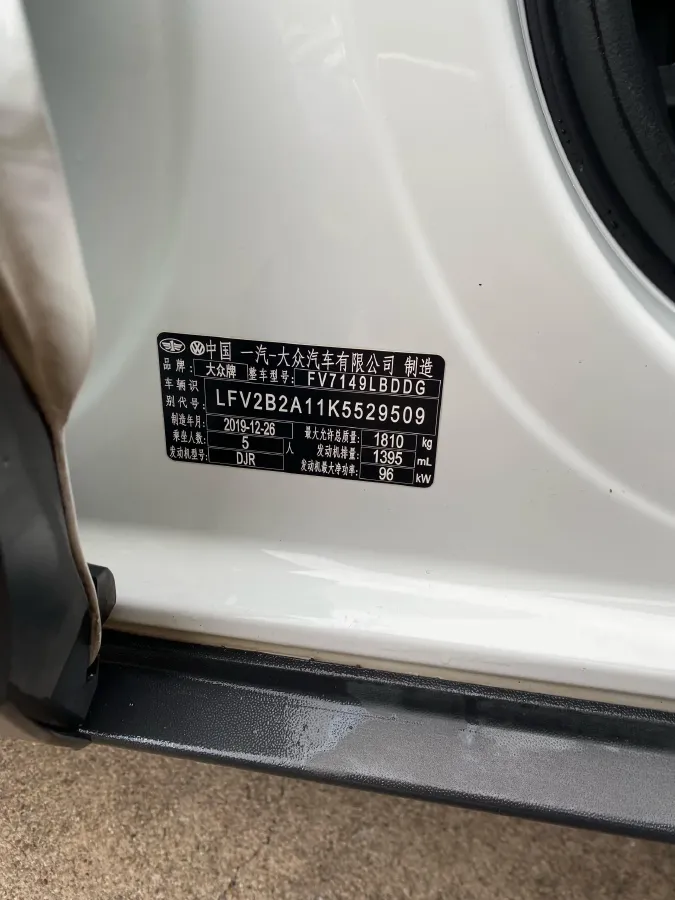 中国 一汽-大众汽车有限公司 制造
品牌: 大众牌 整车型号: FV7149LBDDG
车辆识别代号: LFV2B2A11K5529509
制造年月: 2019-12-26 最大允许总质量: 1810 kg
乘坐人数: 5 人 发动机排量: 1395 mL
发动机型号: DJR 发动机最大净功率: 96 kW